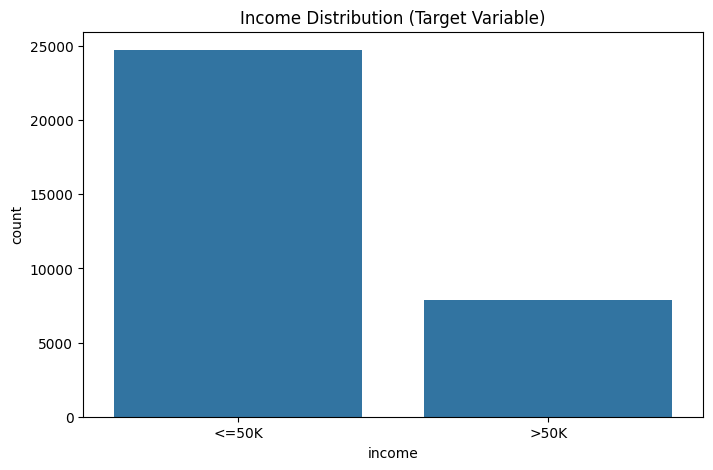 Income Distribution (Target Variable)
25000
20000
15000
10000
5000
0
count
<=50K
>50K
income